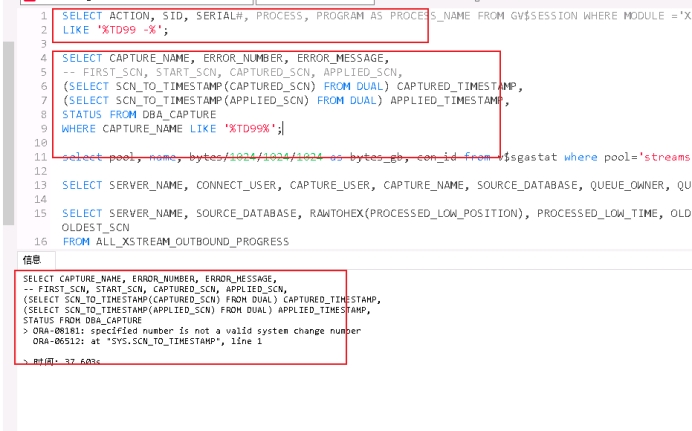 1 SELECT ACTION, SID, SERIAL#, PROCESS, PROGRAM AS PROCESS_NAME FROM GV$SESSION WHERE MODULE ='X
2 LIKE '%TD99 -%';
3
4 SELECT CAPTURE_NAME, ERROR_NUMBER, ERROR_MESSAGE,
5 -- FIRST_SCN, START_SCN, CAPTURED_SCN, APPLIED_SCN,
6 (SELECT SCN_TO_TIMESTAMP(CAPTURED_SCN) FROM DUAL) CAPTURED_TIMESTAMP,
7 (SELECT SCN_TO_TIMESTAMP(APPLIED_SCN) FROM DUAL) APPLIED_TIMESTAMP,
8 STATUS FROM DBA_CAPTURE
9 WHERE CAPTURE_NAME LIKE '%TD99%';
10
11 select pool, name, bytes/1024/1024/1024 as bytes_gb, con_id from v$sgastat where pool='streams
12
13 SELECT SERVER_NAME, CONNECT_USER, CAPTURE_USER, CAPTURE_NAME, SOURCE_DATABASE, QUEUE_OWNER, QU
14
15 SELECT SERVER_NAME, SOURCE_DATABASE, RAWTOHEX(PROCESSED_LOW_POSITION), PROCESSED_LOW_TIME, OLD
OLDEST_SCN
16 FROM ALL_XSTREAM_OUTBOUND_PROGRESS
信息
SELECT CAPTURE_NAME, ERROR_NUMBER, ERROR_MESSAGE,
-- FIRST_SCN, START_SCN, CAPTURED_SCN, APPLIED_SCN,
(SELECT SCN_TO_TIMESTAMP(CAPTURED_SCN) FROM DUAL) CAPTURED_TIMESTAMP,
(SELECT SCN_TO_TIMESTAMP(APPLIED_SCN) FROM DUAL) APPLIED_TIMESTAMP,
STATUS FROM DBA_CAPTURE
> ORA-08181: specified number is not a valid system change number
ORA-06512: at "SYS.SCN_TO_TIMESTAMP", line 1
> 时间: 37.603s